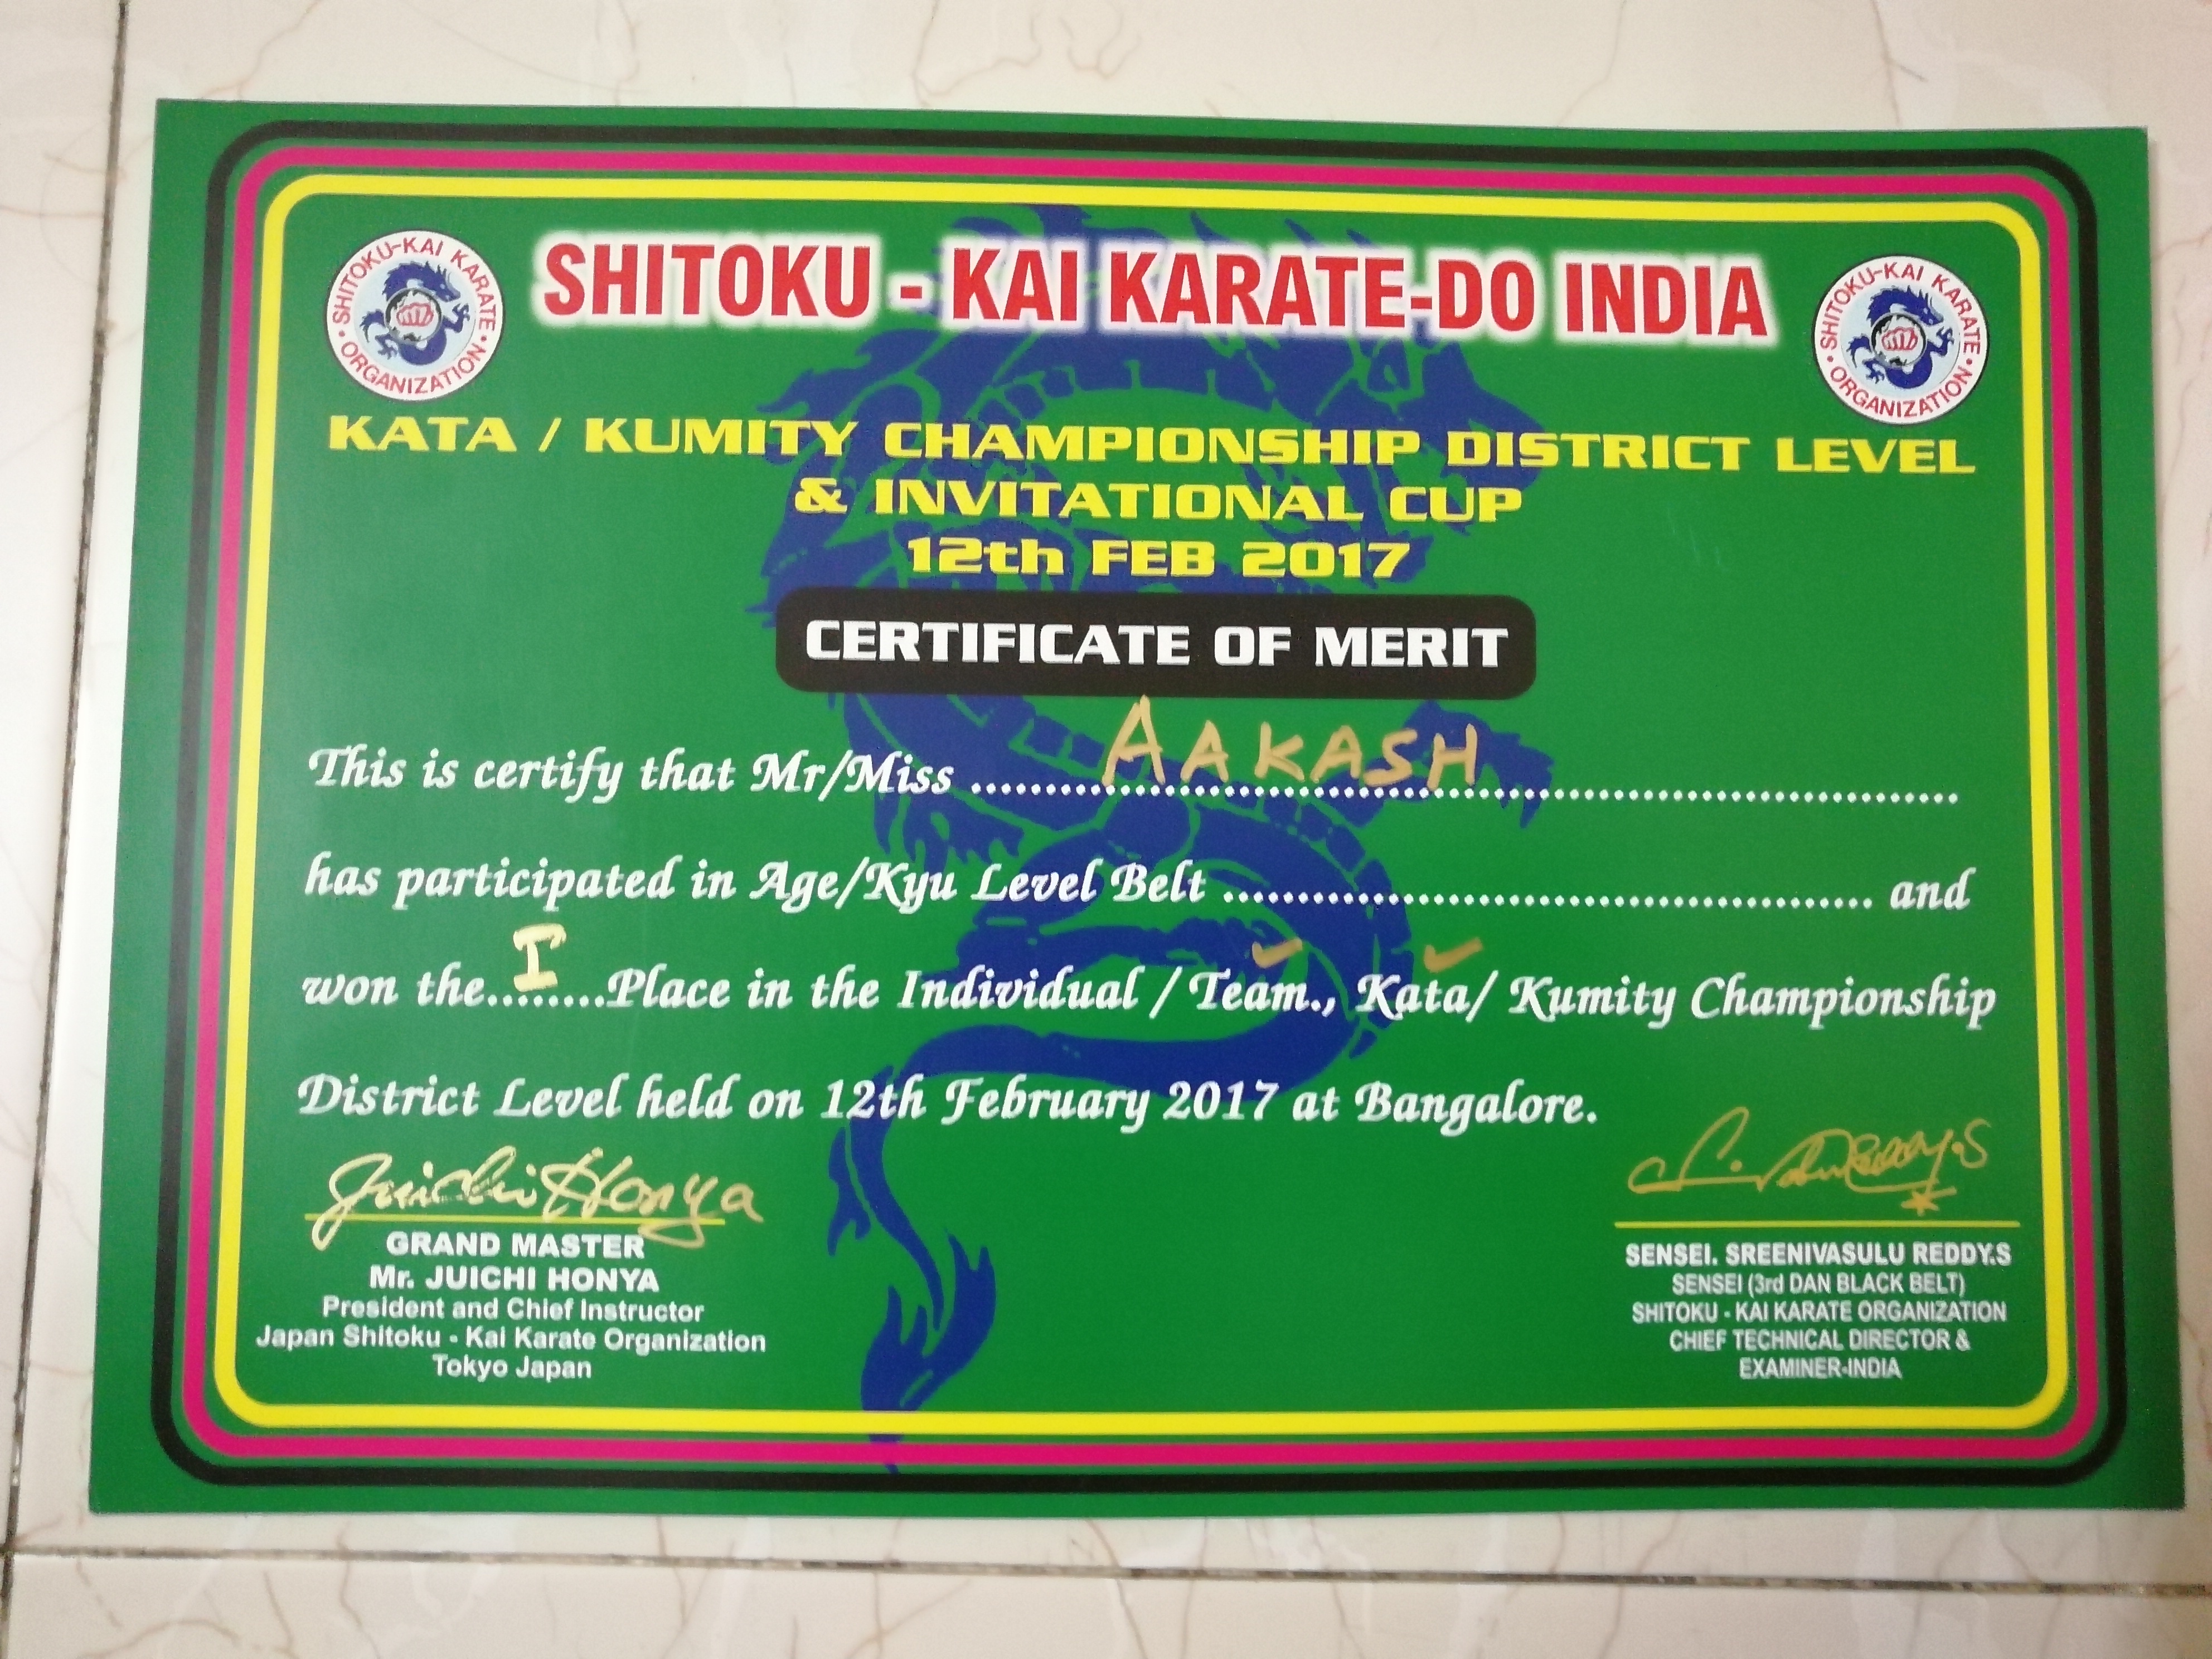 SHITOKU - KAI KARATE-DO INDIA
SHITOKU-KAI KARATE
• ORGANIZATION •
SHITOKU-KAI KARATE
• ORGANIZATION •
KATA / KUMITY CHAMPIONSHIP DISTRICT LEVEL
& INVITATIONAL CUP
12th FEB 2017
CERTIFICATE OF MERIT
This is certify that Mr/Miss AAKASH
has participated in Age/Kyu Level Belt ................................................ and
won the...I...Place in the Individual / Team., Kata/ Kumity Championship
✓ ✓
District Level held on 12th February 2017 at Bangalore.
Juichi Honya
GRAND MASTER
Mr. JUICHI HONYA
President and Chief Instructor
Japan Shitoku - Kai Karate Organization
Tokyo Japan
SENSEI. SREENIVASULU REDDY.S
SENSEI (3rd DAN BLACK BELT)
SHITOKU - KAI KARATE ORGANIZATION
CHIEF TECHNICAL DIRECTOR &
EXAMINER-INDIA